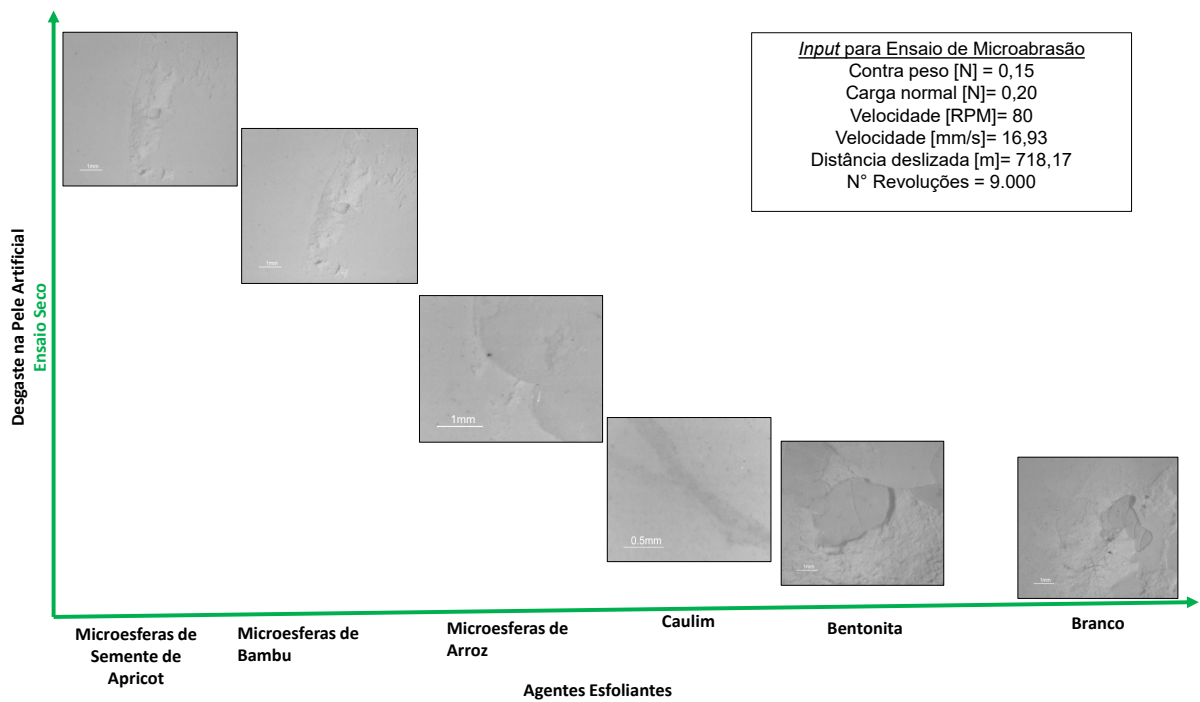 Input para Ensaio de Microabrasão
Contra peso [N] = 0,15
Carga normal [N]= 0,20
Velocidade [RPM]= 80
Velocidade [mm/s]= 16,93
Distância deslizada [m]= 718,17
N° Revoluções = 9.000
Desgaste na Pele Artificial
Ensaio Seco
1mm
1mm
1mm
0.5mm
1mm
1mm
Microesferas de
Semente de
Apricot
Microesferas de
Bambu
Microesferas de
Arroz
Caulim
Bentonita
Branco
Agentes Esfoliantes